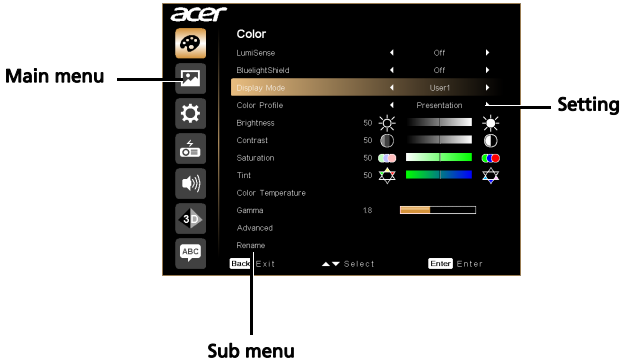 acer
Color
LumiSense Off
BluelightShield Off
Display Mode User1
Color Profile Presentation
Brightness 50
Contrast 50
Saturation 50
Tint 50
Color Temperature
Gamma 1.8
Advanced
Rename
Back Exit Select Enter Enter
3D
ABC
Main menu
Setting
Sub menu